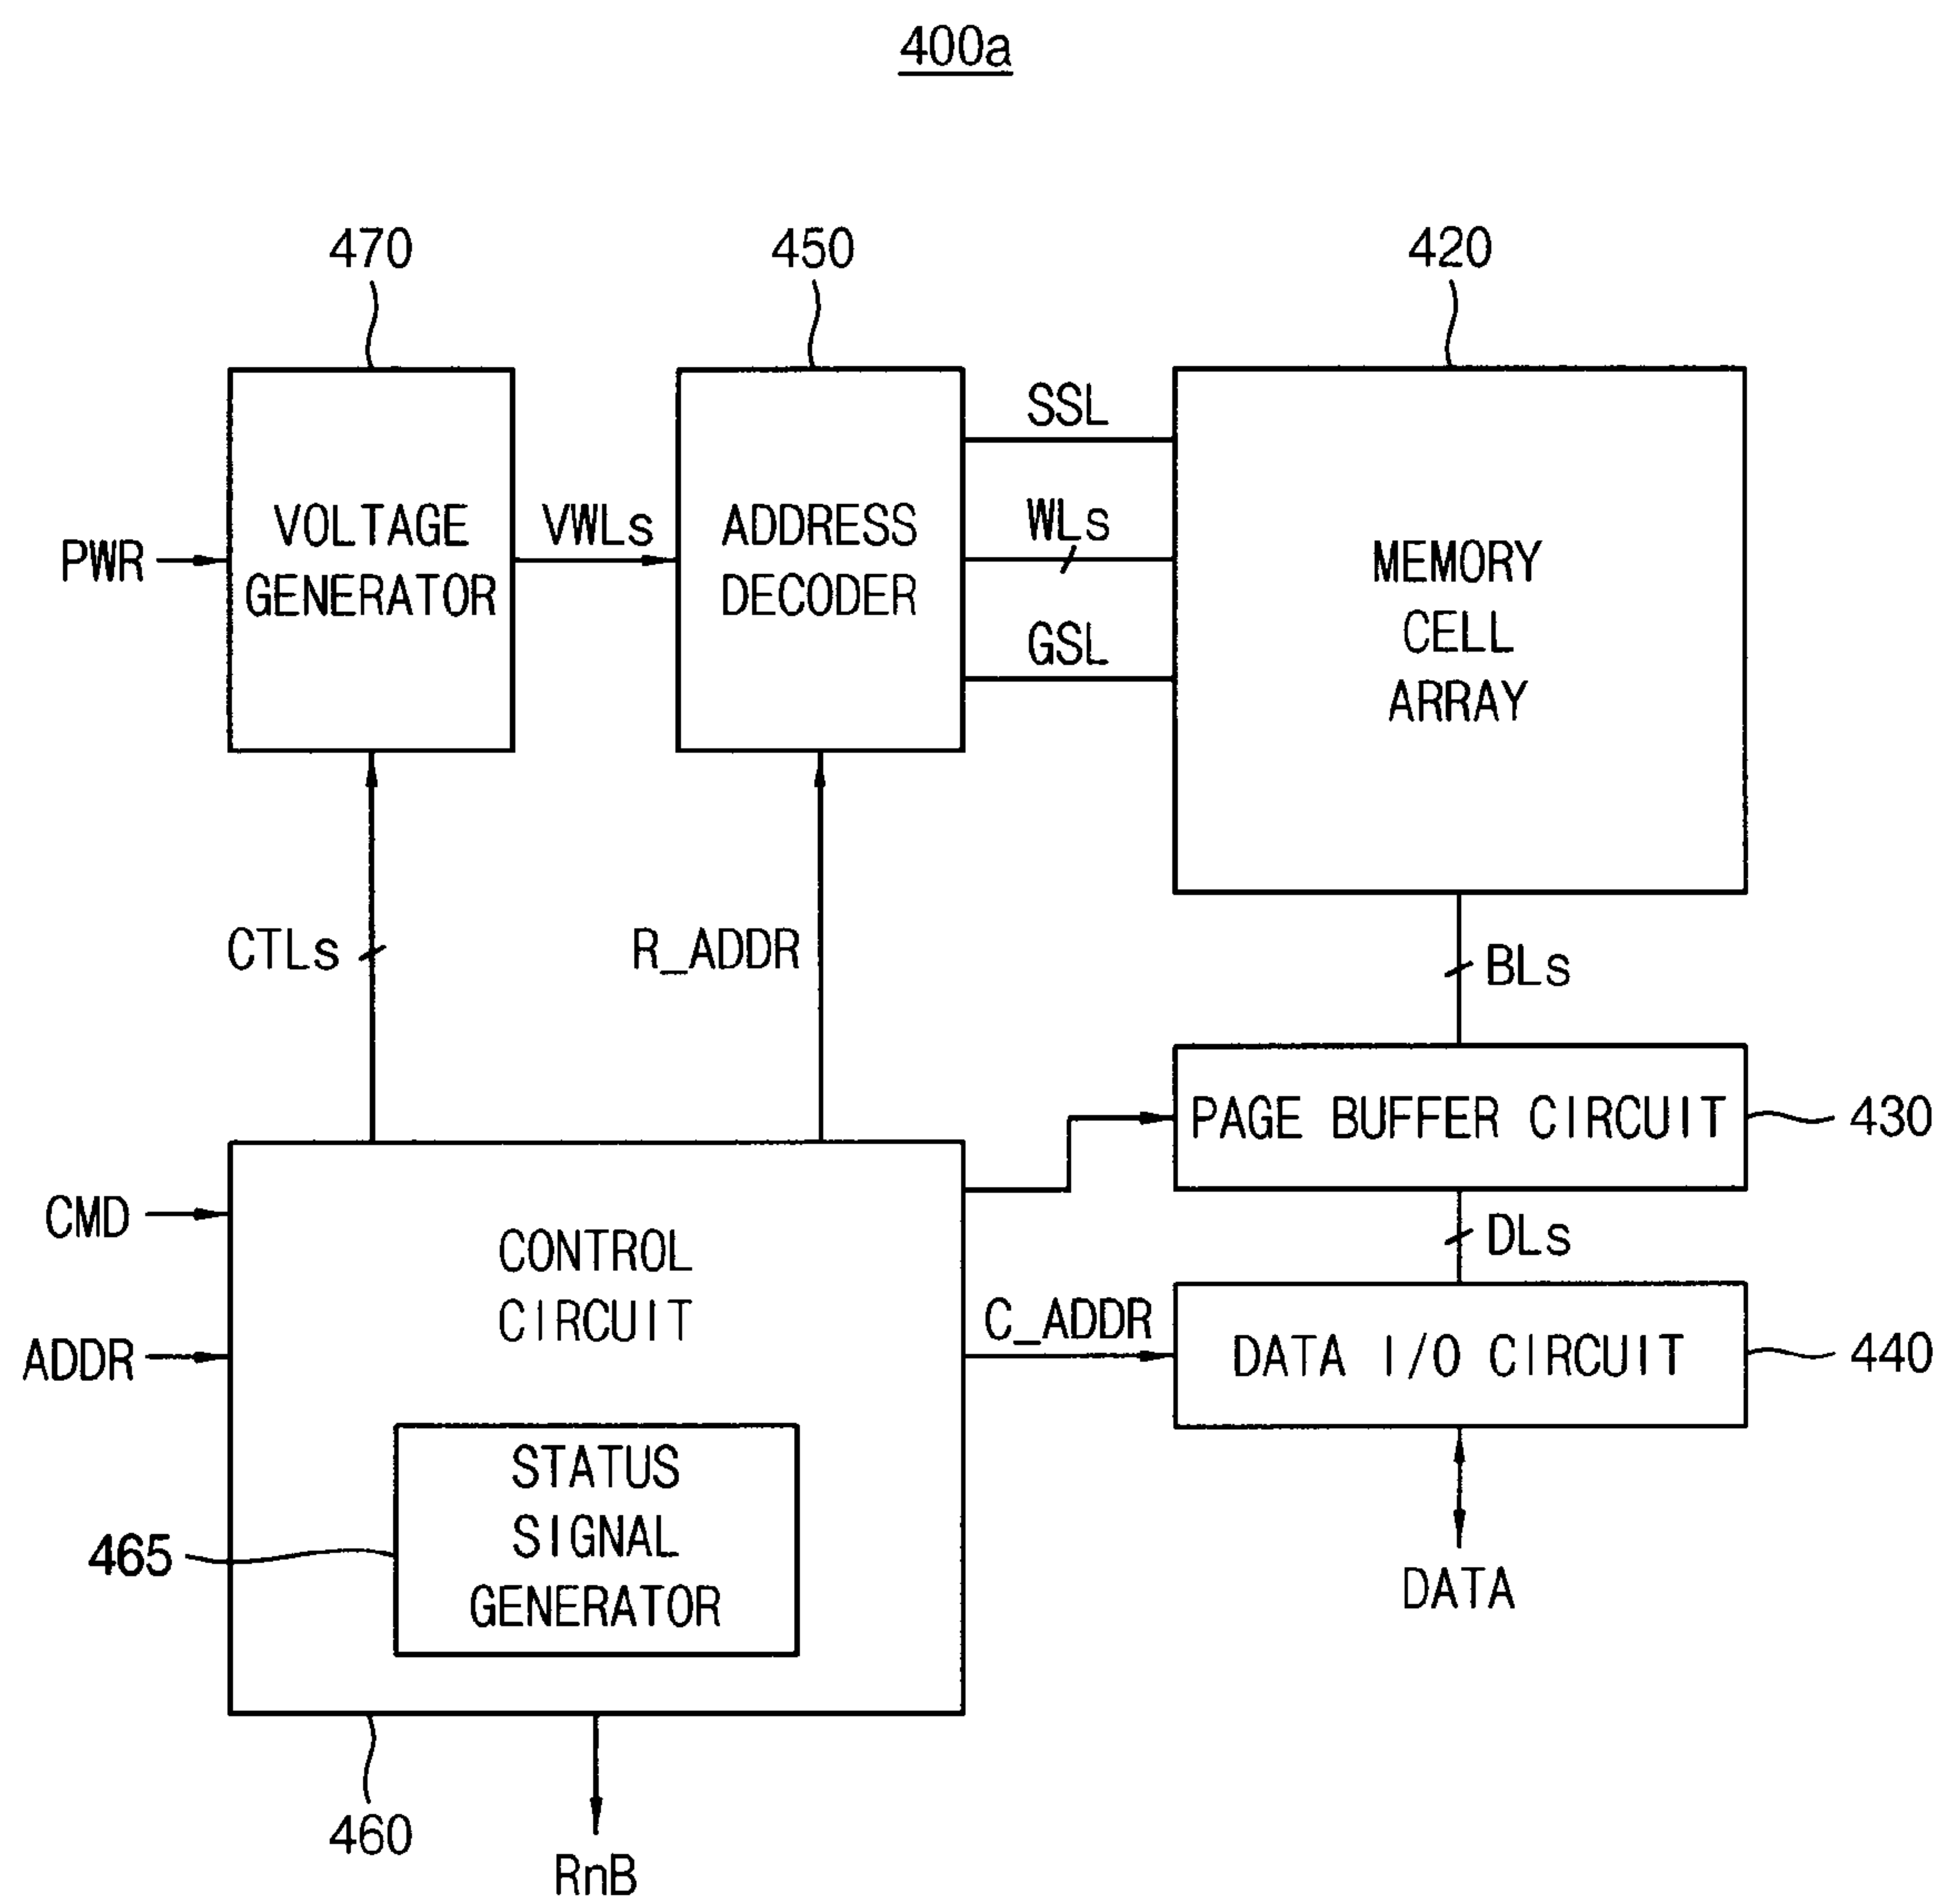 400a
470
450
420
SSL
VOLTAGE
GENERATOR
VWLs
ADDRESS
DECODER
WLs
PWR
MEMORY
CELL
ARRAY
GSL
CTLs
R_ADDR
BLs
PAGE BUFFER CIRCUIT
430
CMD
CONTROL
CIRCUIT
DLs
ADDR
C_ADDR
DATA I/O CIRCUIT
440
STATUS
SIGNAL
GENERATOR
465
DATA
460
RnB